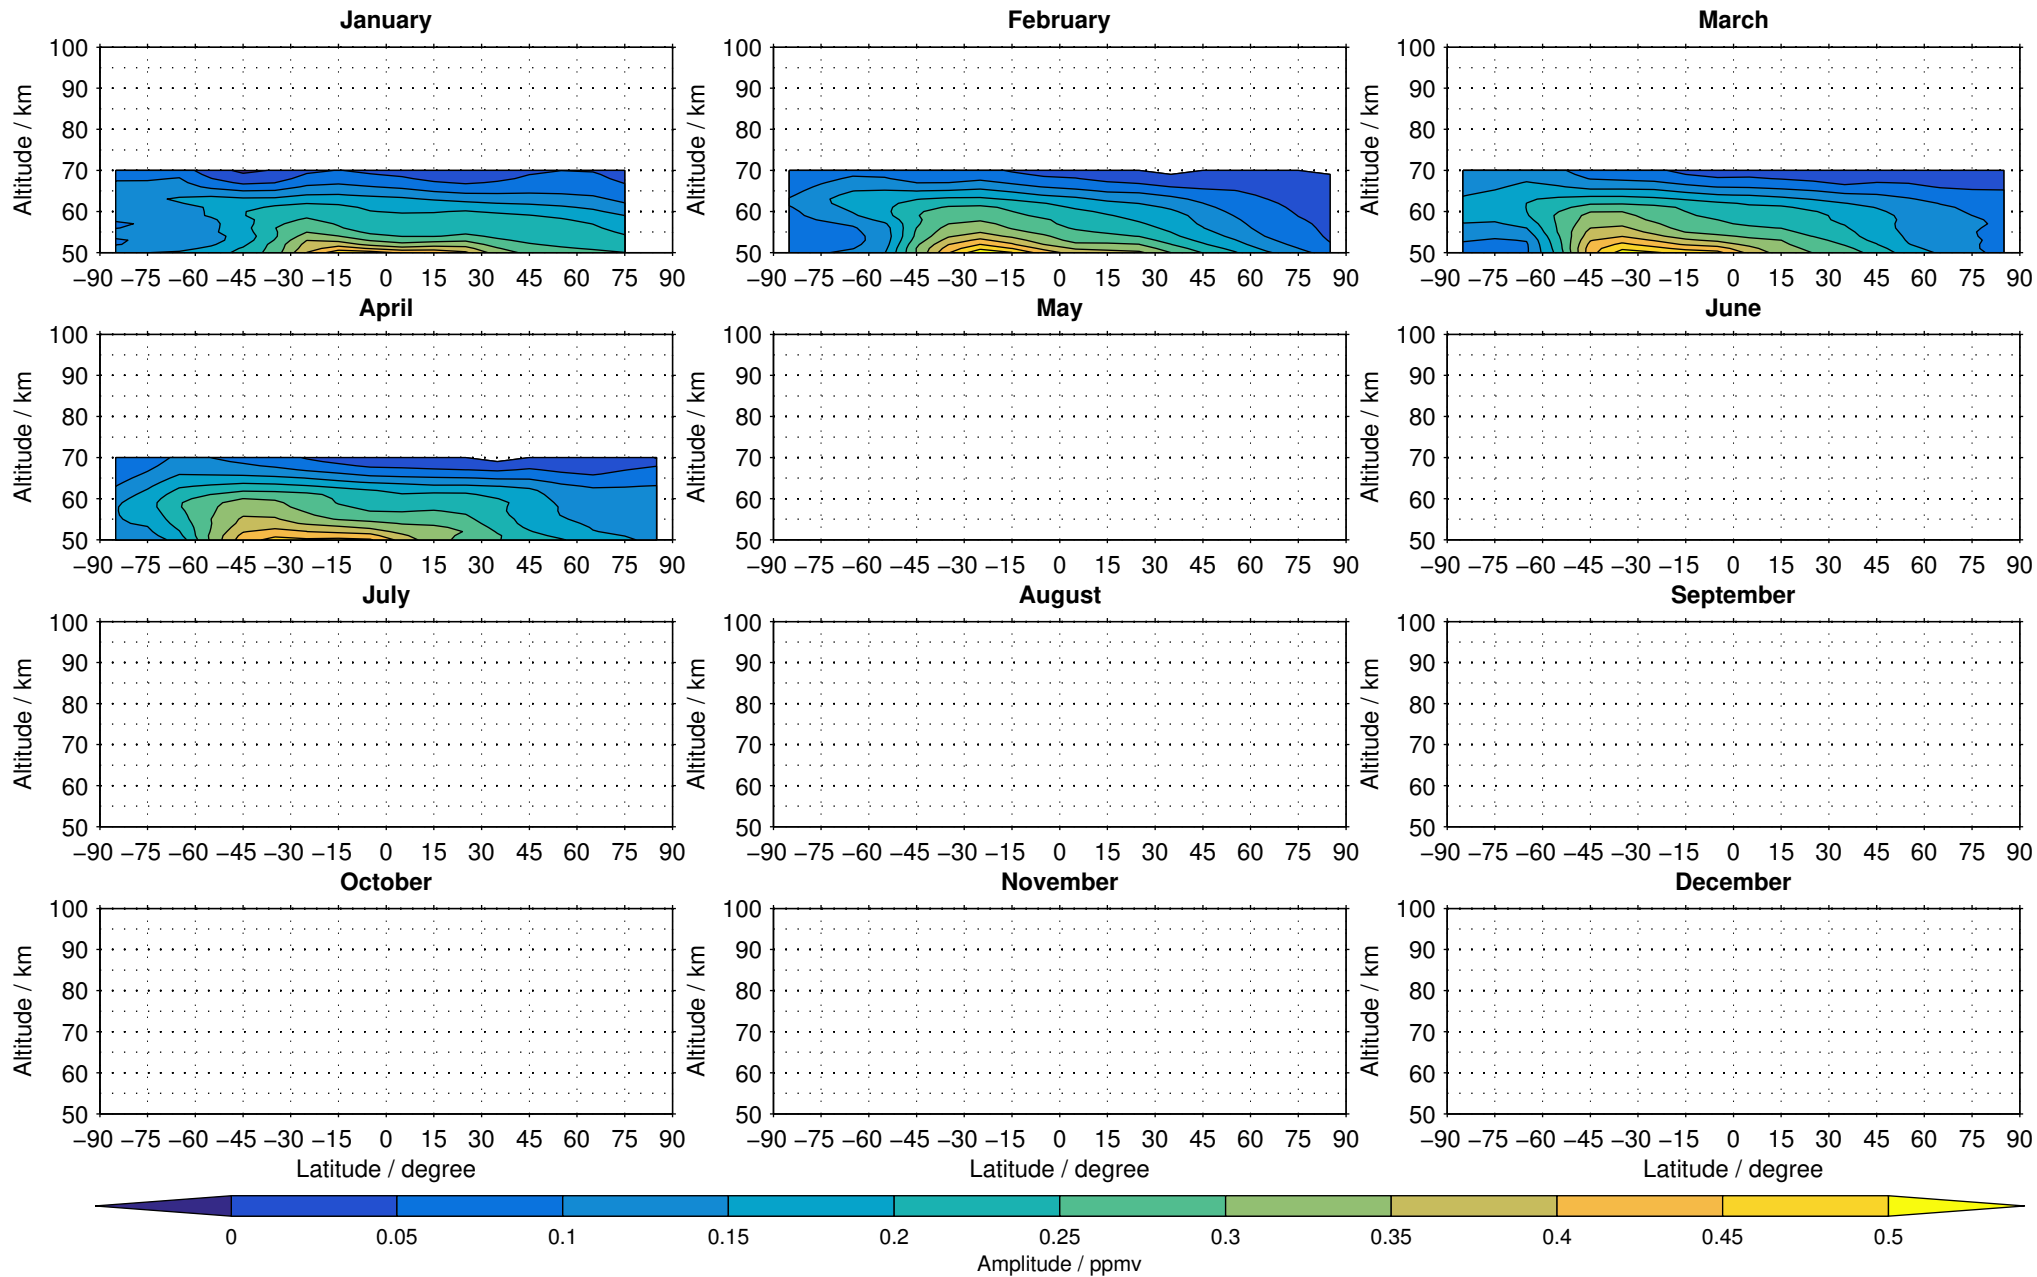 January February March
100 100 100
90 90 90
Altitude / km Altitude / km Altitude / km
80 80 80
70 70 70
60 60 60
50 50 50
−90 −75 −60 −45 −30 −15 0 15 30 45 60 75 90 −90 −75 −60 −45 −30 −15 0 15 30 45 60 75 90 −90 −75 −60 −45 −30 −15 0 15 30 45 60 75 90
April May June
100 100 100
90 90 90
Altitude / km Altitude / km Altitude / km
80 80 80
70 70 70
60 60 60
50 50 50
−90 −75 −60 −45 −30 −15 0 15 30 45 60 75 90 −90 −75 −60 −45 −30 −15 0 15 30 45 60 75 90 −90 −75 −60 −45 −30 −15 0 15 30 45 60 75 90
July August September
100 100 100
90 90 90
Altitude / km Altitude / km Altitude / km
80 80 80
70 70 70
60 60 60
50 50 50
−90 −75 −60 −45 −30 −15 0 15 30 45 60 75 90 −90 −75 −60 −45 −30 −15 0 15 30 45 60 75 90 −90 −75 −60 −45 −30 −15 0 15 30 45 60 75 90
October November December
100 100 100
90 90 90
Altitude / km Altitude / km Altitude / km
80 80 80
70 70 70
60 60 60
50 50 50
−90 −75 −60 −45 −30 −15 0 15 30 45 60 75 90 −90 −75 −60 −45 −30 −15 0 15 30 45 60 75 90 −90 −75 −60 −45 −30 −15 0 15 30 45 60 75 90
Latitude / degree Latitude / degree Latitude / degree
0 0.05 0.1 0.15 0.2 0.25 0.3 0.35 0.4 0.45 0.5
Amplitude / ppmv